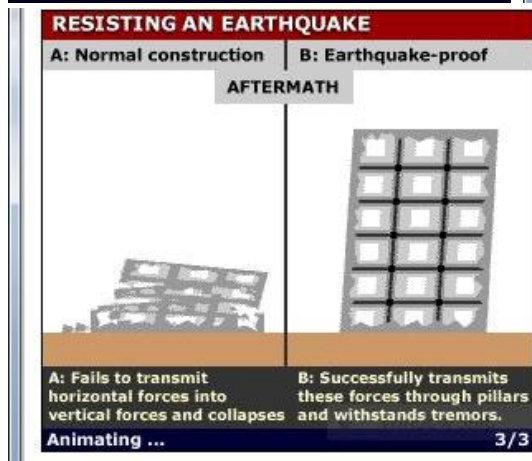 RESISTING AN EARTHQUAKE
A: Normal construction
B: Earthquake-proof
AFTERMATH
A: Fails to transmit
horizontal forces into
vertical forces and collapses
B: Successfully transmits
these forces through pillars
and withstands tremors.
Animating ...
3/3